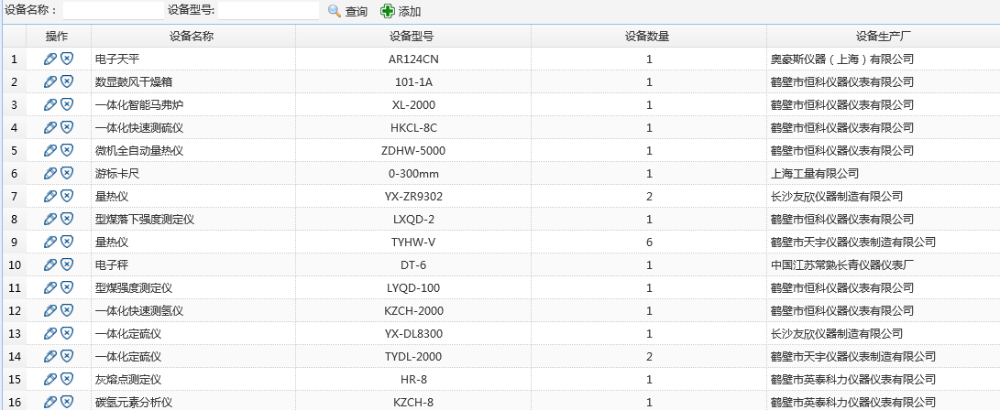 设备名称： 设备型号: 查询 添加
操作 设备名称 设备型号 设备数量 设备生产厂
1 电子天平 AR124CN 1 奥豪斯仪器（上海）有限公司
2 数显鼓风干燥箱 101-1A 1 鹤壁市恒科仪器仪表有限公司
3 一体化智能马弗炉 XL-2000 1 鹤壁市恒科仪器仪表有限公司
4 一体化快速测硫仪 HKCL-8C 1 鹤壁市恒科仪器仪表有限公司
5 微机全自动量热仪 ZDHW-5000 1 鹤壁市恒科仪器仪表有限公司
6 游标卡尺 0-300mm 1 上海工量有限公司
7 量热仪 YX-ZR9302 2 长沙友欣仪器制造有限公司
8 型煤落下强度测定仪 LXQD-2 1 鹤壁市恒科仪器仪表有限公司
9 量热仪 TYHW-V 6 鹤壁市天宇仪器仪表制造有限公司
10 电子秤 DT-6 1 中国江苏常熟长青仪器仪表厂
11 型煤强度测定仪 LYQD-100 1 鹤壁市恒科仪器仪表有限公司
12 一体化快速测氢仪 KZCH-2000 1 鹤壁市恒科仪器仪表有限公司
13 一体化定硫仪 YX-DL8300 1 长沙友欣仪器制造有限公司
14 一体化定硫仪 TYDL-2000 2 鹤壁市天宇仪器仪表制造有限公司
15 灰熔点测定仪 HR-8 1 鹤壁市英泰科力仪器仪表有限公司
16 碳氢元素分析仪 KZCH-8 1 鹤壁市英泰科力仪器仪表有限公司